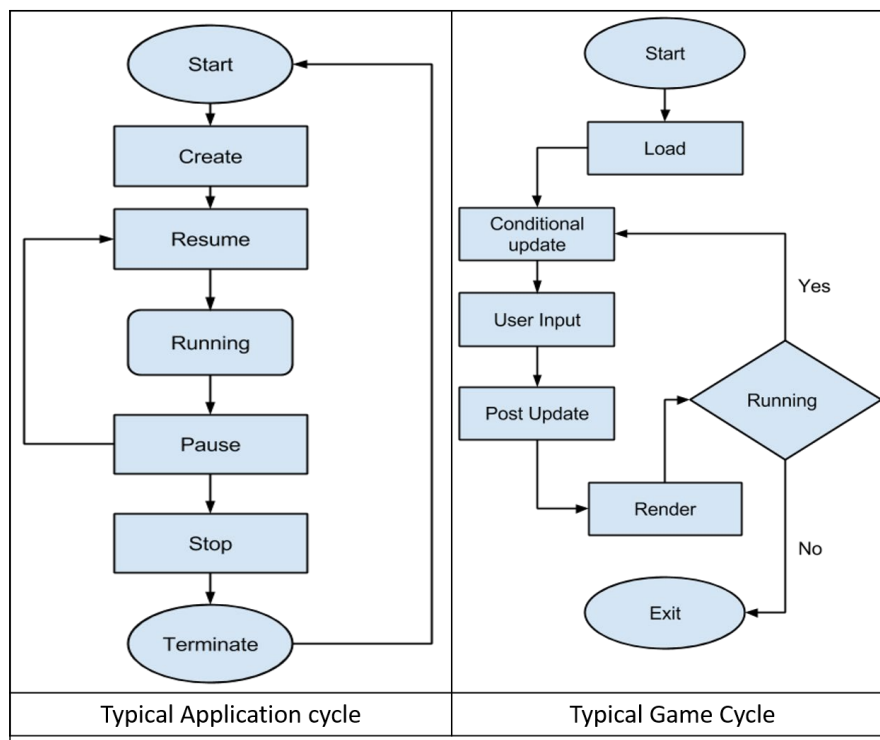 Start
Create
Resume
Running
Pause
Stop
Terminate
Typical Application cycle
Start
Load
Conditional
update
User Input
Post Update
Render
Running
Yes
No
Exit
Typical Game Cycle